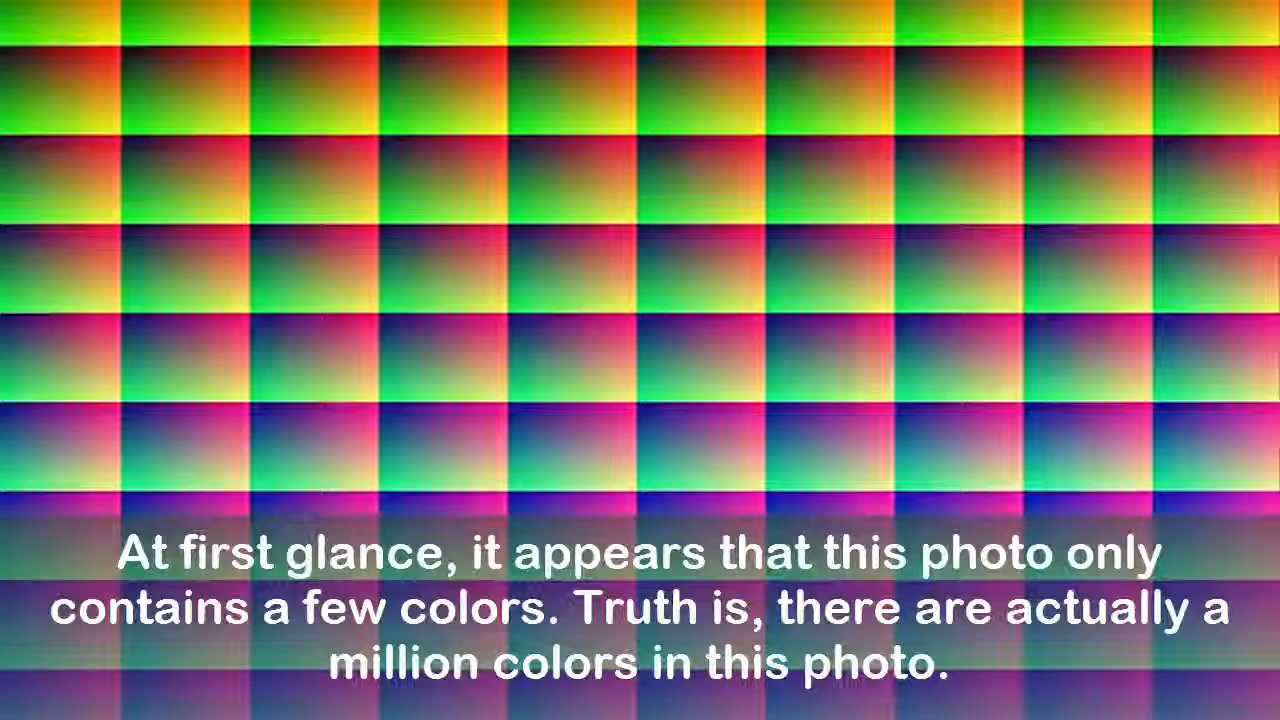 At first glance, it appears that this photo only
contains a few colors. Truth is, there are actually a
million colors in this photo.